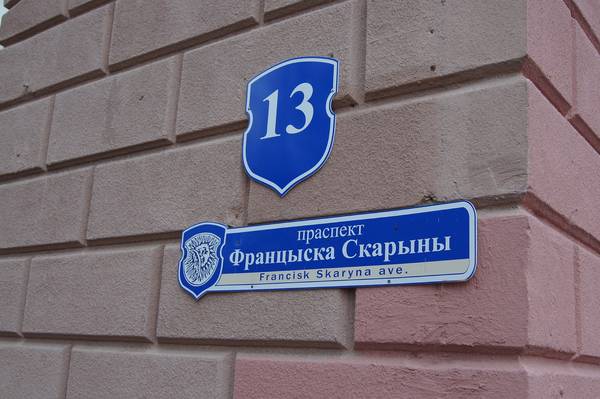 13
праспект
Францыска Скарыны
Francisk Skaryna ave.